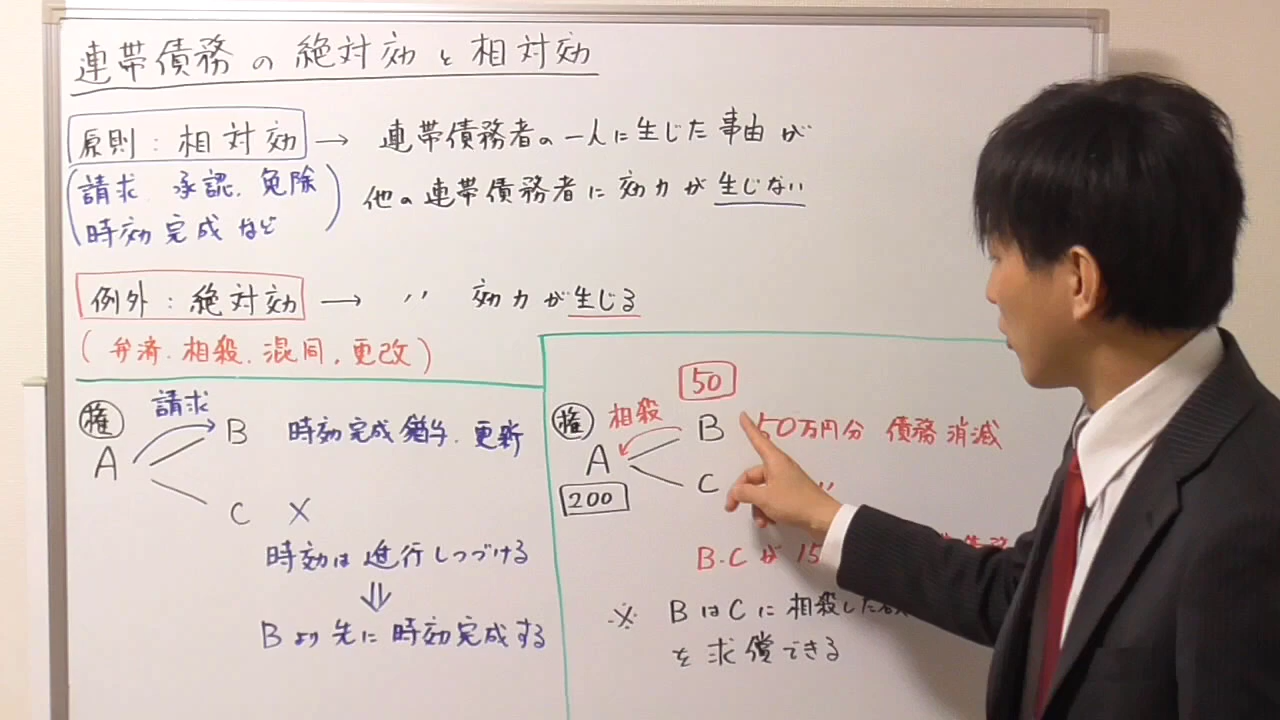 連帯債務の絶対効と相対効
原則：相対効 → 連帯債務者の一人に生じた事由が
(請求．承認．免除 他の連帯債務者に効力が生じない
時効完成など)
例外：絶対効 → 〃 効力が生じる
(弁済．相殺．混同．更改)
請求
権
A
B 時効完成猶予．更新
C ×
時効は進行しつづける
⇓
Bより先に時効完成する
50
権 相殺 B 50万円分 債務消滅
A
200
C 〃
B.Cが15
※ BはCに相殺した
を求償できる